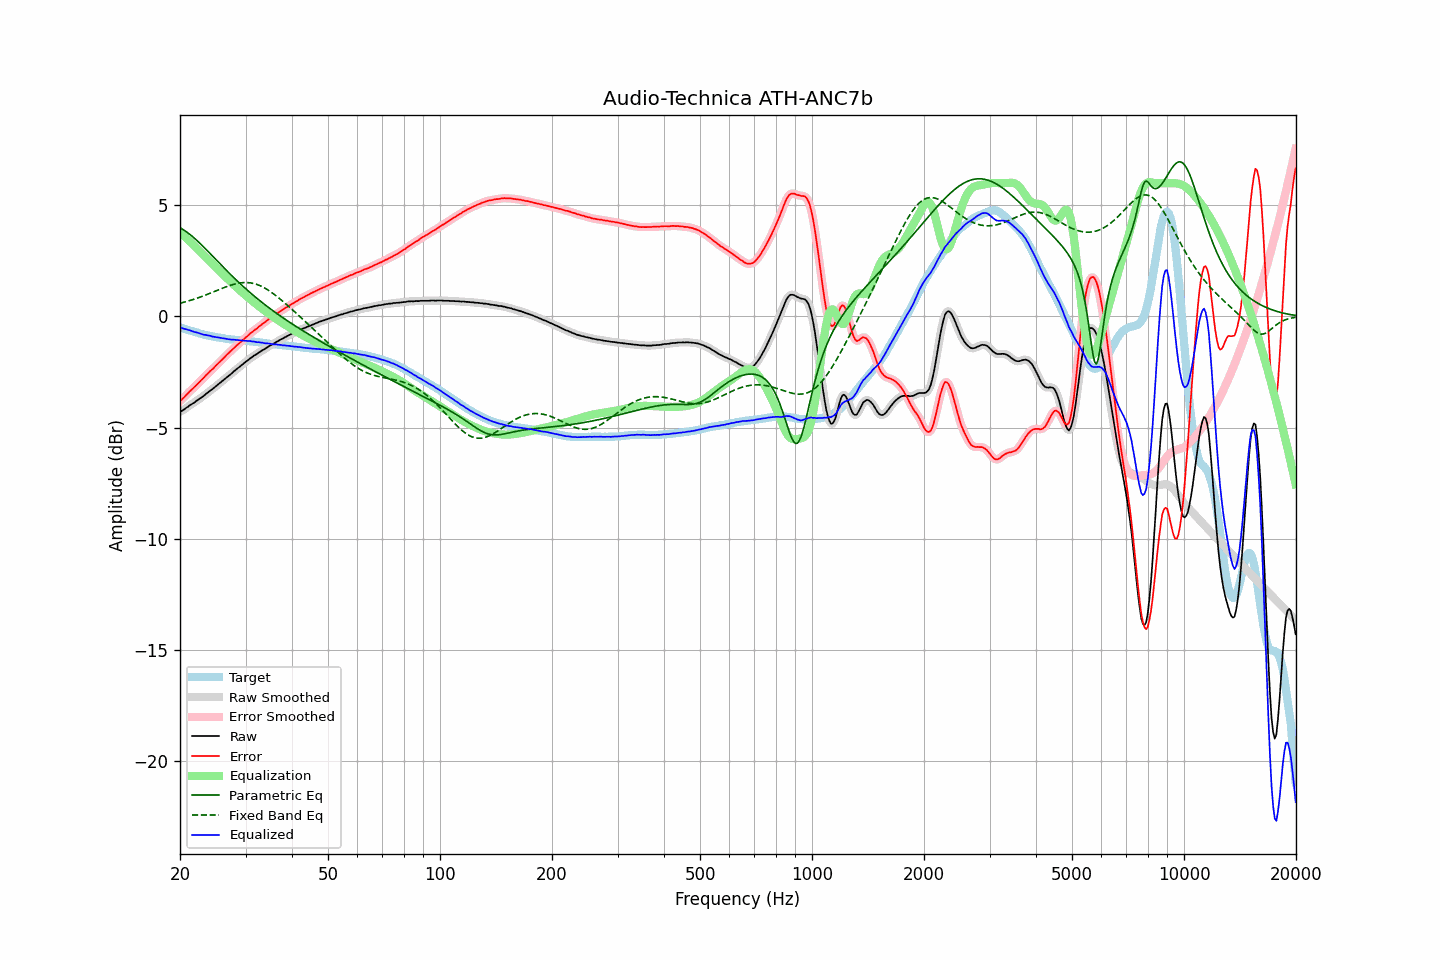 Audio-Technica ATH-ANC7b
Amplitude (dBr)
5
0
−5
−10
−15
−20
Target
Raw Smoothed
Error Smoothed
Raw
Error
Equalization
Parametric Eq
Fixed Band Eq
Equalized
20 50 100 200 500 1000 2000 5000 10000 20000
Frequency (Hz)